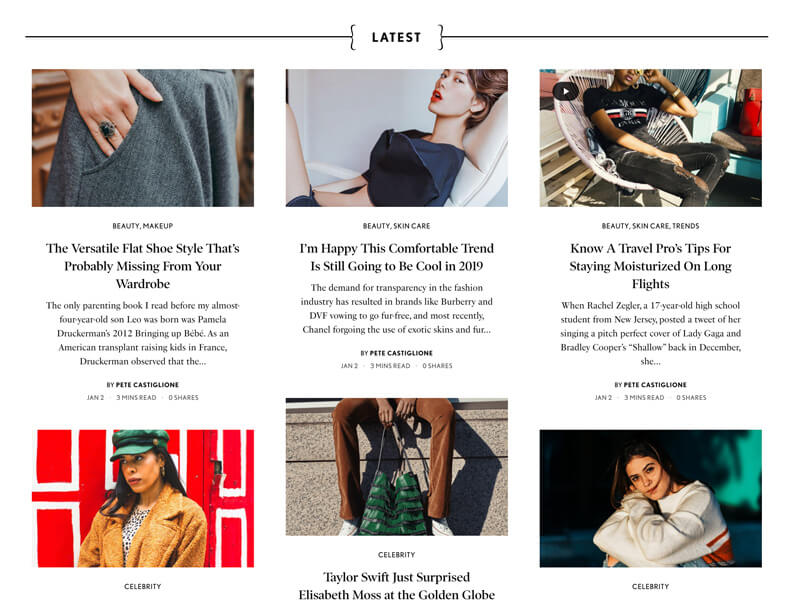 LATEST
BEAUTY, MAKEUP
The Versatile Flat Shoe Style That’s
Probably Missing From Your
Wardrobe
The only parenting book I read before my almost-
four-year-old son Leo was born was Pamela
Druckerman’s 2012 Bringing up Bébé. As an
American transplant raising kids in France,
Druckerman observed that the...
BY PETE CASTIGLIONE
JAN 2 · 3 MINS READ · 0 SHARES
BEAUTY, SKIN CARE
I’m Happy This Comfortable Trend
Is Still Going to Be Cool in 2019
The demand for transparency in the fashion
industry has resulted in brands like Burberry and
DVF vowing to go fur-free, and most recently,
Chanel forgoing the use of exotic skins and fur...
BY PETE CASTIGLIONE
JAN 2 · 3 MINS READ · 0 SHARES
BEAUTY, SKIN CARE, TRENDS
Know A Travel Pro’s Tips For
Staying Moisturized On Long
Flights
When Rachel Zegler, a 17-year-old high school
student from New Jersey, posted a tweet of her
singing a pitch perfect cover of Lady Gaga and
Bradley Cooper’s “Shallow” back in December,
she...
BY PETE CASTIGLIONE
JAN 2 · 3 MINS READ · 0 SHARES
CELEBRITY
CELEBRITY
Taylor Swift Just Surprised
Elisabeth Moss at the Golden Globe
CELEBRITY